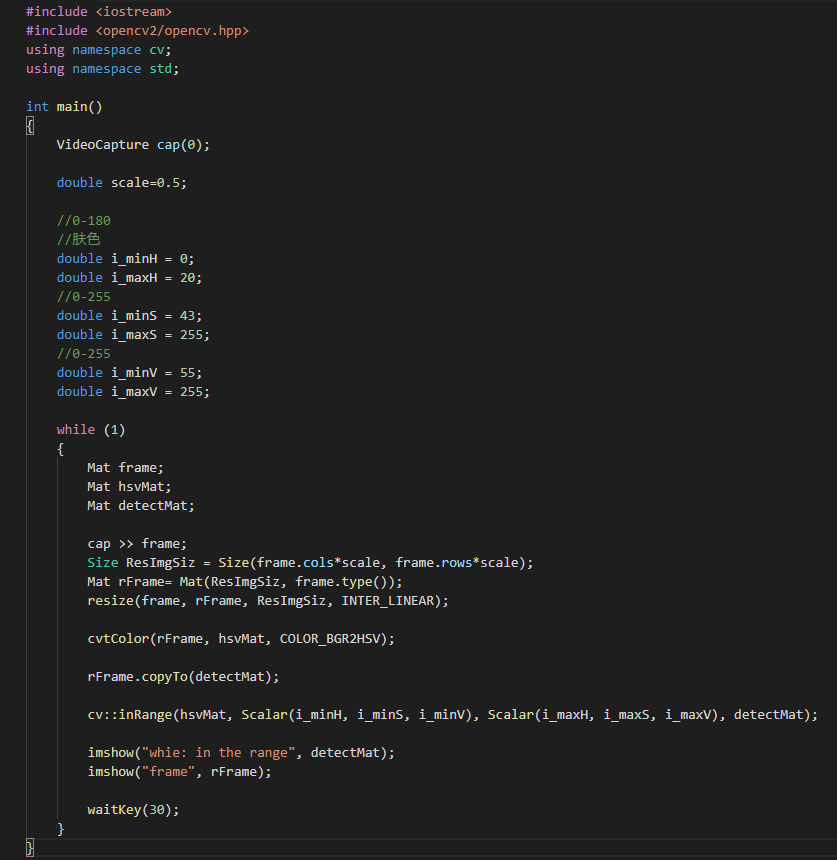 #include <iostream>
#include <opencv2/opencv.hpp>
using namespace cv;
using namespace std;
int main()
{
VideoCapture cap(0);
double scale=0.5;
//0-180
//肤色
double i_minH = 0;
double i_maxH = 20;
//0-255
double i_minS = 43;
double i_maxS = 255;
//0-255
double i_minV = 55;
double i_maxV = 255;
while (1)
{
Mat frame;
Mat hsvMat;
Mat detectMat;
cap >> frame;
Size ResImgSiz = Size(frame.cols*scale, frame.rows*scale);
Mat rFrame= Mat(ResImgSiz, frame.type());
resize(frame, rFrame, ResImgSiz, INTER_LINEAR);
cvtColor(rFrame, hsvMat, COLOR_BGR2HSV);
rFrame.copyTo(detectMat);
cv::inRange(hsvMat, Scalar(i_minH, i_minS, i_minV), Scalar(i_maxH, i_maxS, i_maxV), detectMat);
imshow("whie: in the range", detectMat);
imshow("frame", rFrame);
waitKey(30);
}
}